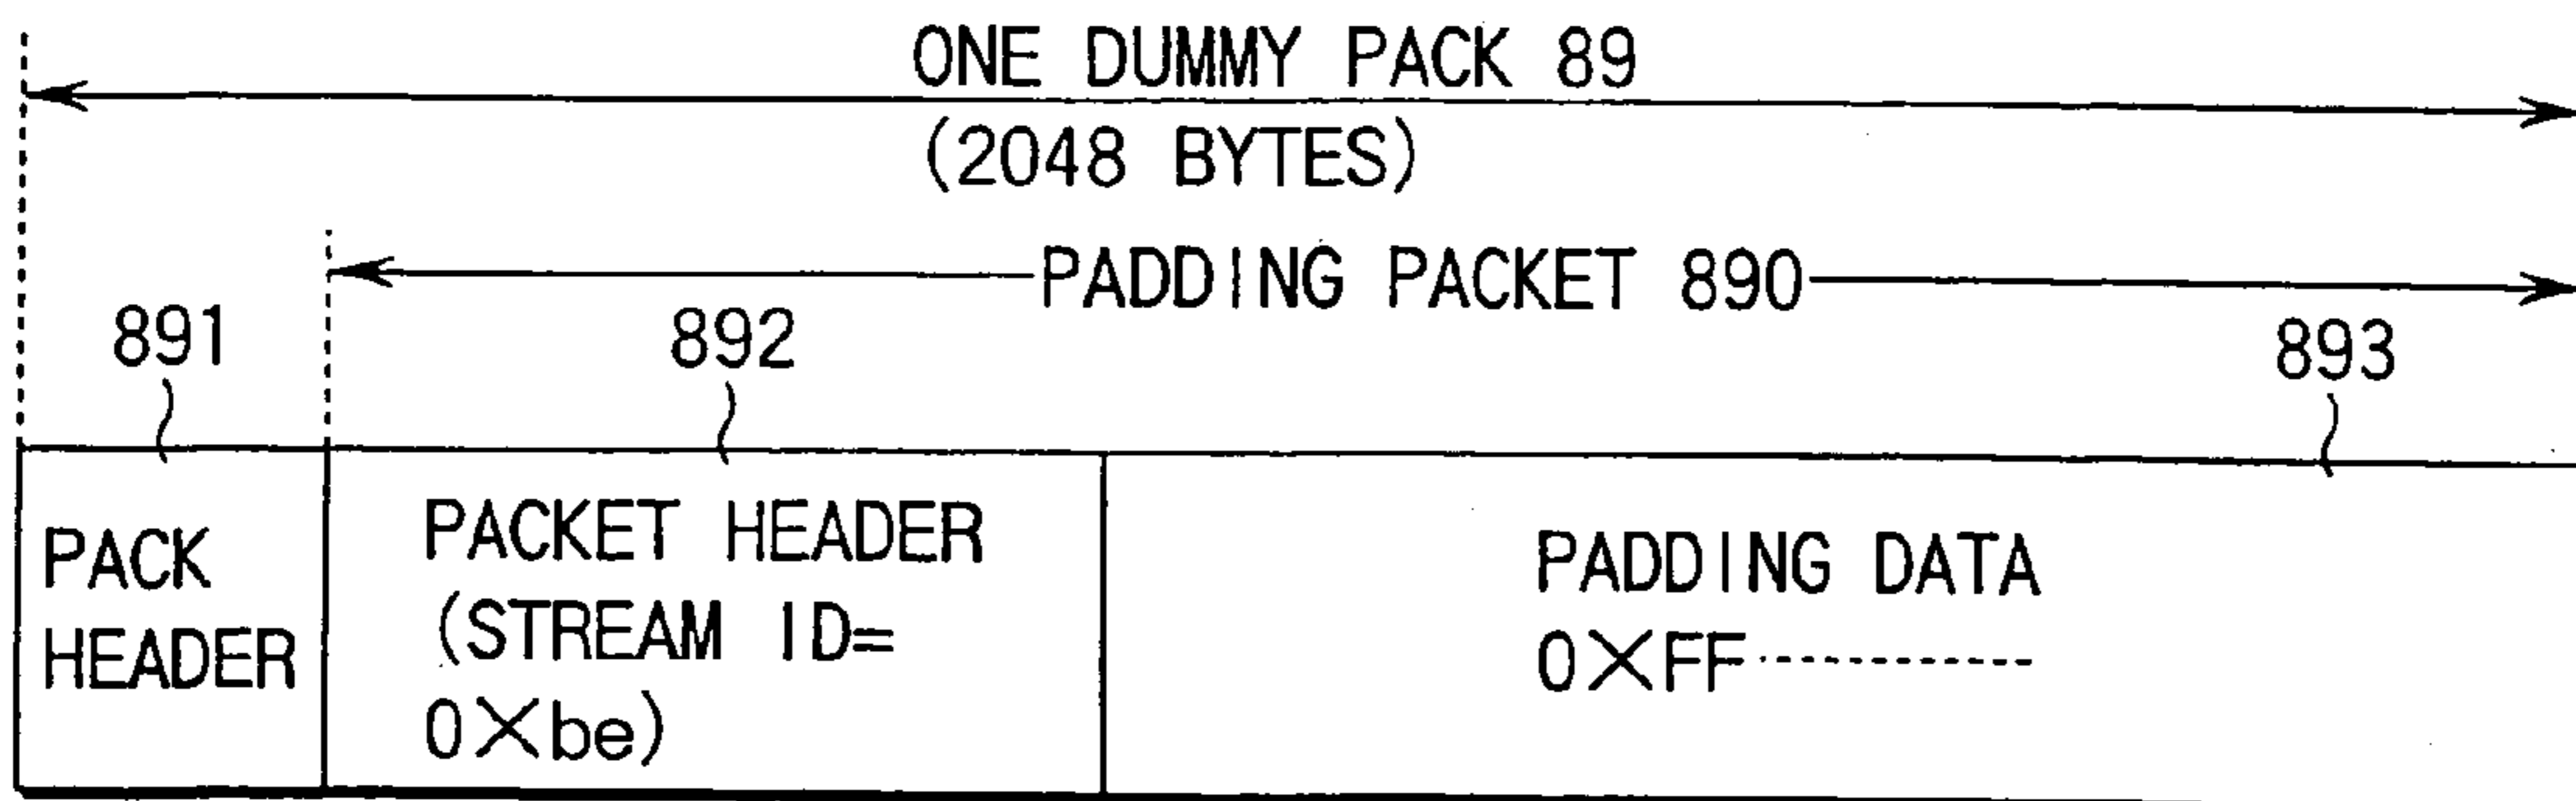 ONE DUMMY PACK 89
(2048 BYTES)
PADDING PACKET 890
891
892
893
PACK
HEADER
PACKET HEADER
(STREAM ID=
0×be)
PADDING DATA
0×FF----------